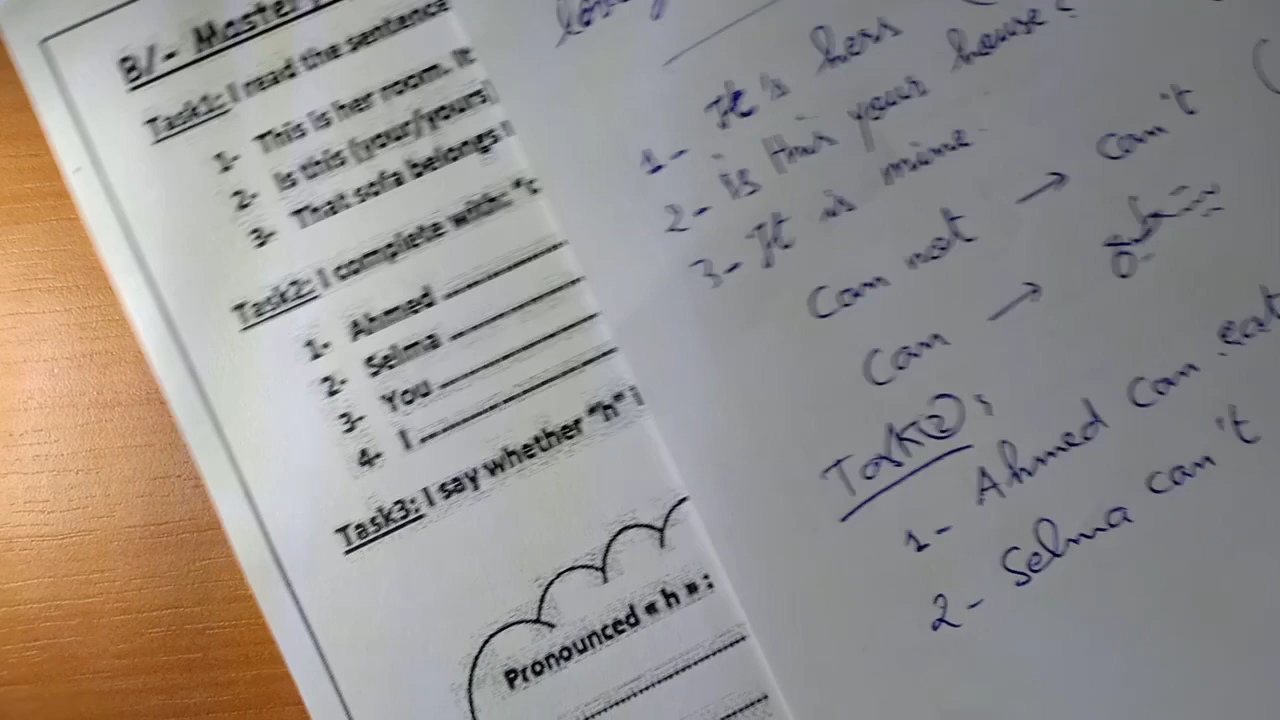 B/- Master
Task1: I read the sentence
1- This is her room. It
2- Is this (your/yours)
3- That sofa belongs
Task2: I complete with: "c
1- Ahmed
2- Selma
3- You
4- I
Task3: I say whether "h" i
Pronounced « h » :
1- It's hers
2- is this your house?
3- It is mine.
Can not → can't
Can →
Task②:
1- Ahmed can eat
2- Selma can't